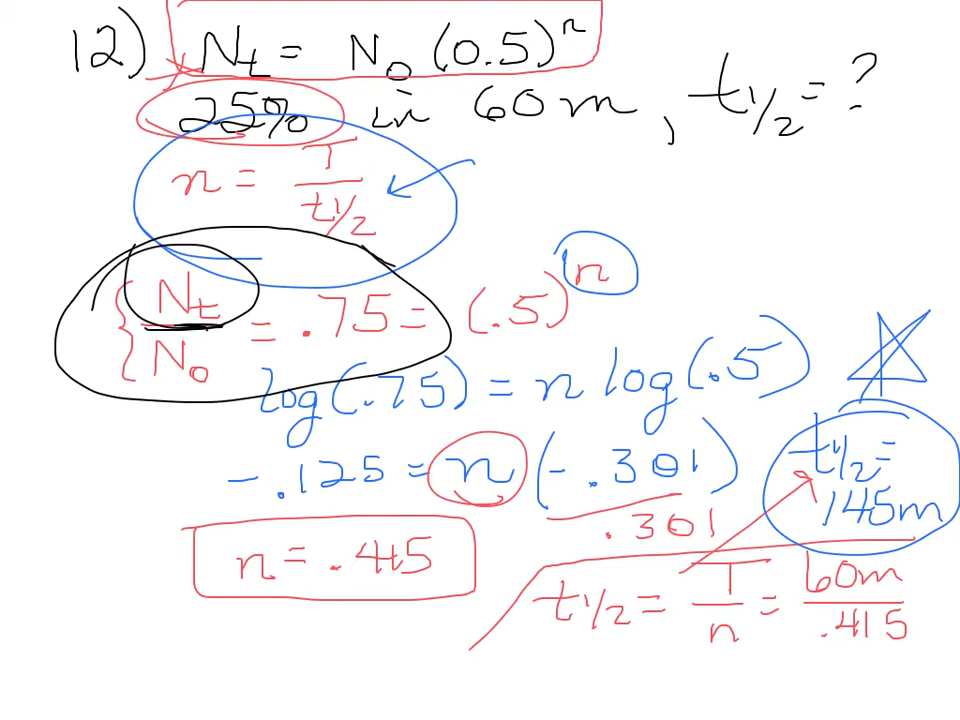 12) Nt = No (0.5)^n
25% in 60m, t1/2 = ?
n = T / t1/2
Nt / No = .75 = (.5)^n
log(.75) = n log(.5)
-.125 = n (-.301)
.301
t1/2 = 145m
n = .415
t1/2 = T / n = 60m / .415